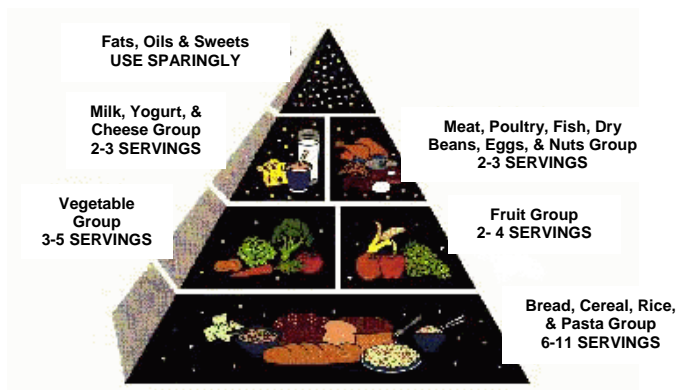 Fats, Oils & Sweets
USE SPARINGLY
Milk, Yogurt, &
Cheese Group
2-3 SERVINGS
Meat, Poultry, Fish, Dry
Beans, Eggs, & Nuts Group
2-3 SERVINGS
Vegetable
Group
3-5 SERVINGS
Fruit Group
2- 4 SERVINGS
Bread, Cereal, Rice,
& Pasta Group
6-11 SERVINGS